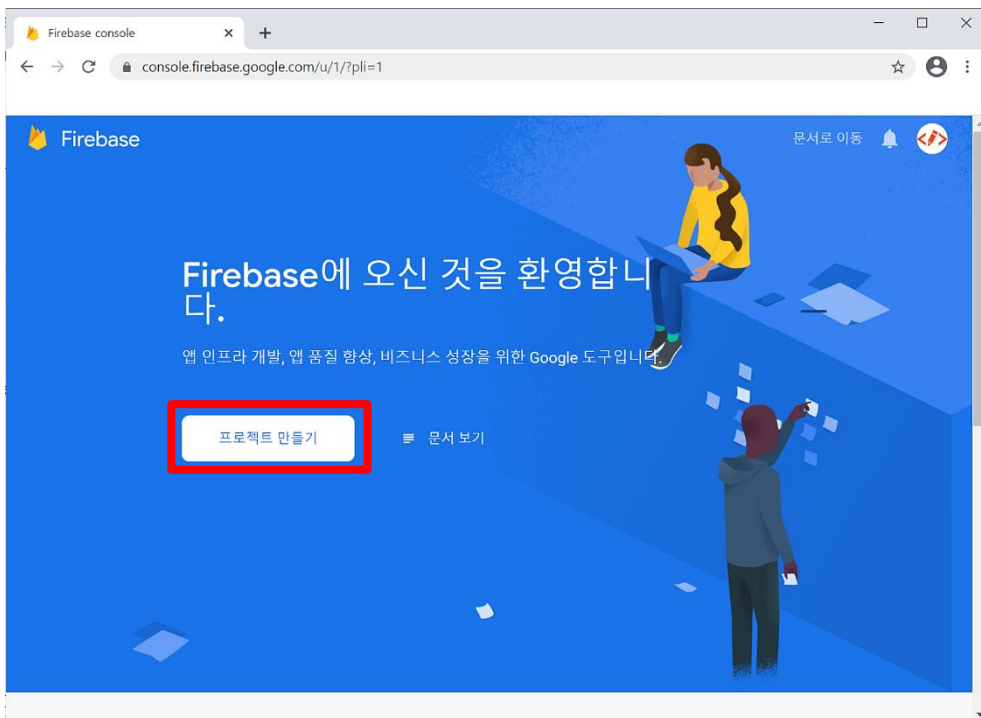 Firebase console
console.firebase.google.com/u/1/?pli=1
Firebase
문서로 이동
Firebase에 오신 것을 환영합니
다.
앱 인프라 개발, 앱 품질 향상, 비즈니스 성장을 위한 Google 도구입니다.
프로젝트 만들기
문서 보기